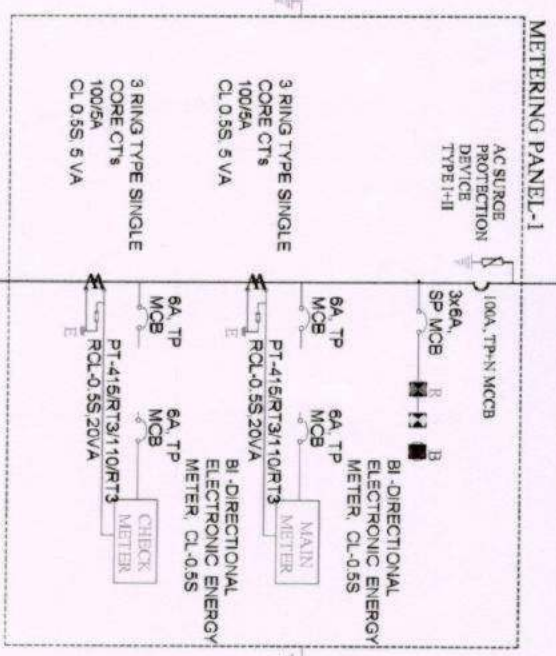 METERING PANEL-1
AC SURGE
PROTECTION
DEVICE
TYPE I+II
100A, TP+N MCCB
3x6A,
SP MCB
R
B
3 RING TYPE SINGLE
CORE CT's
100/5A
CL 0.5S, 5 VA
6A, TP
MCB
6A, TP
MCB
BI -DIRECTIONAL
ELECTRONIC ENERGY
METER, CL-0.5S
MAIN
METER
PT-415/RT3/110/RT3
RCL-0.5S,20VA
E
3 RING TYPE SINGLE
CORE CT's
100/5A
CL 0.5S, 5 VA
6A, TP
MCB
6A, TP
MCB
BI -DIRECTIONAL
ELECTRONIC ENERGY
METER, CL-0.5S
CHECK
METER
PT-415/RT3/110/RT3
RCL-0.5S,20VA
E